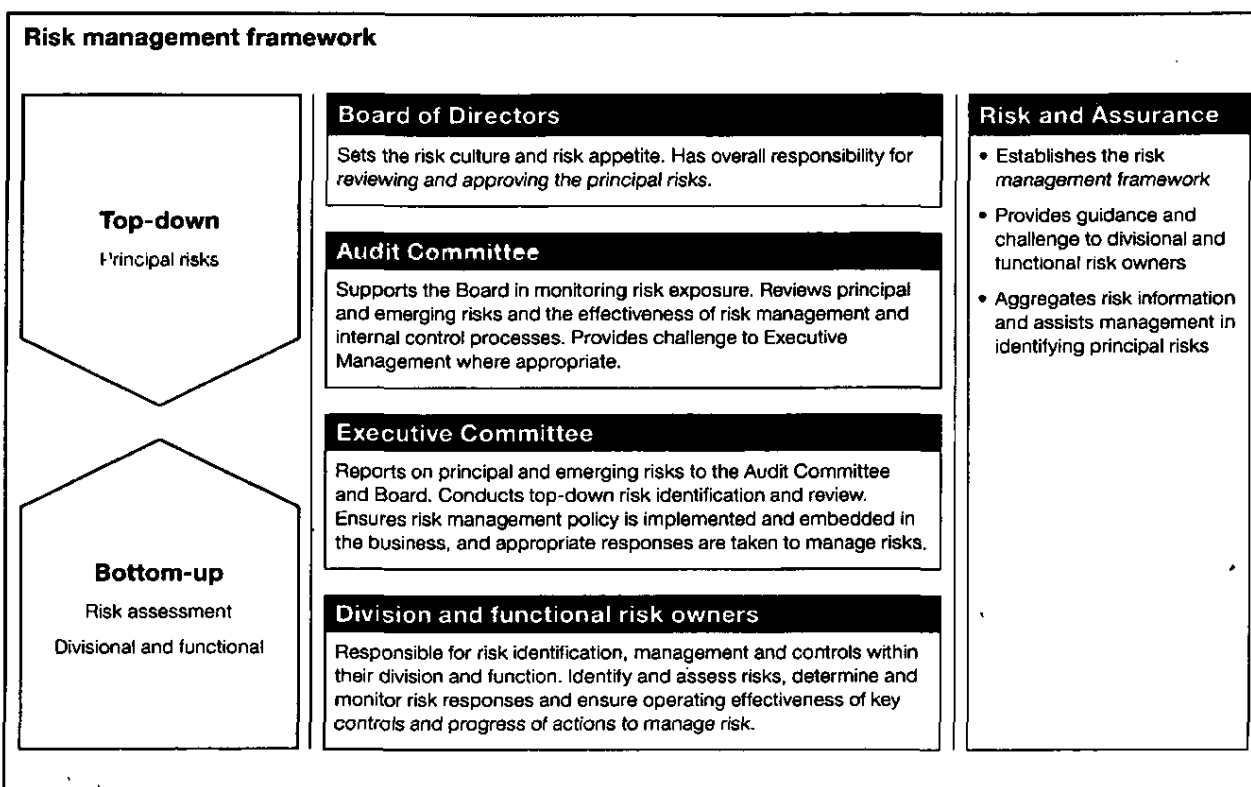 Risk management framework
Top-down
Principal risks
Bottom-up
Risk assessment
Divisional and functional
Board of Directors
Sets the risk culture and risk appetite. Has overall responsibility for
reviewing and approving the principal risks.
Audit Committee
Supports the Board in monitoring risk exposure. Reviews principal
and emerging risks and the effectiveness of risk management and
internal control processes. Provides challenge to Executive
Management where appropriate.
Executive Committee
Reports on principal and emerging risks to the Audit Committee
and Board. Conducts top-down risk identification and review.
Ensures risk management policy is implemented and embedded in
the business, and appropriate responses are taken to manage risks.
Division and functional risk owners
Responsible for risk identification, management and controls within
their division and function. Identify and assess risks, determine and
monitor risk responses and ensure operating effectiveness of key
controls and progress of actions to manage risk.
Risk and Assurance
• Establishes the risk
management framework
• Provides guidance and
challenge to divisional and
functional risk owners
• Aggregates risk information
and assists management in
identifying principal risks